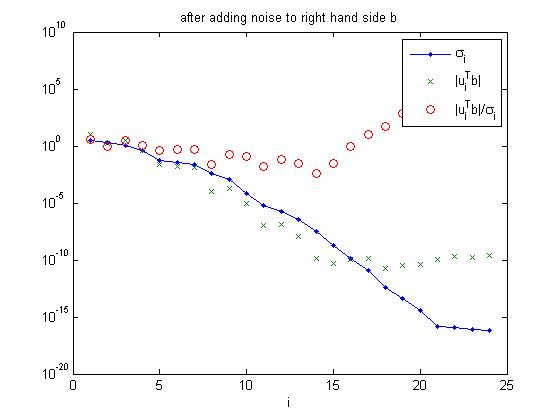 after adding noise to right hand side b
10^10
10^5
10^0
10^-5
10^-10
10^-15
10^-20
0 5 10 15 20 25
i
σ_i
|u_i^T b|
|u_i^T b|/σ_i